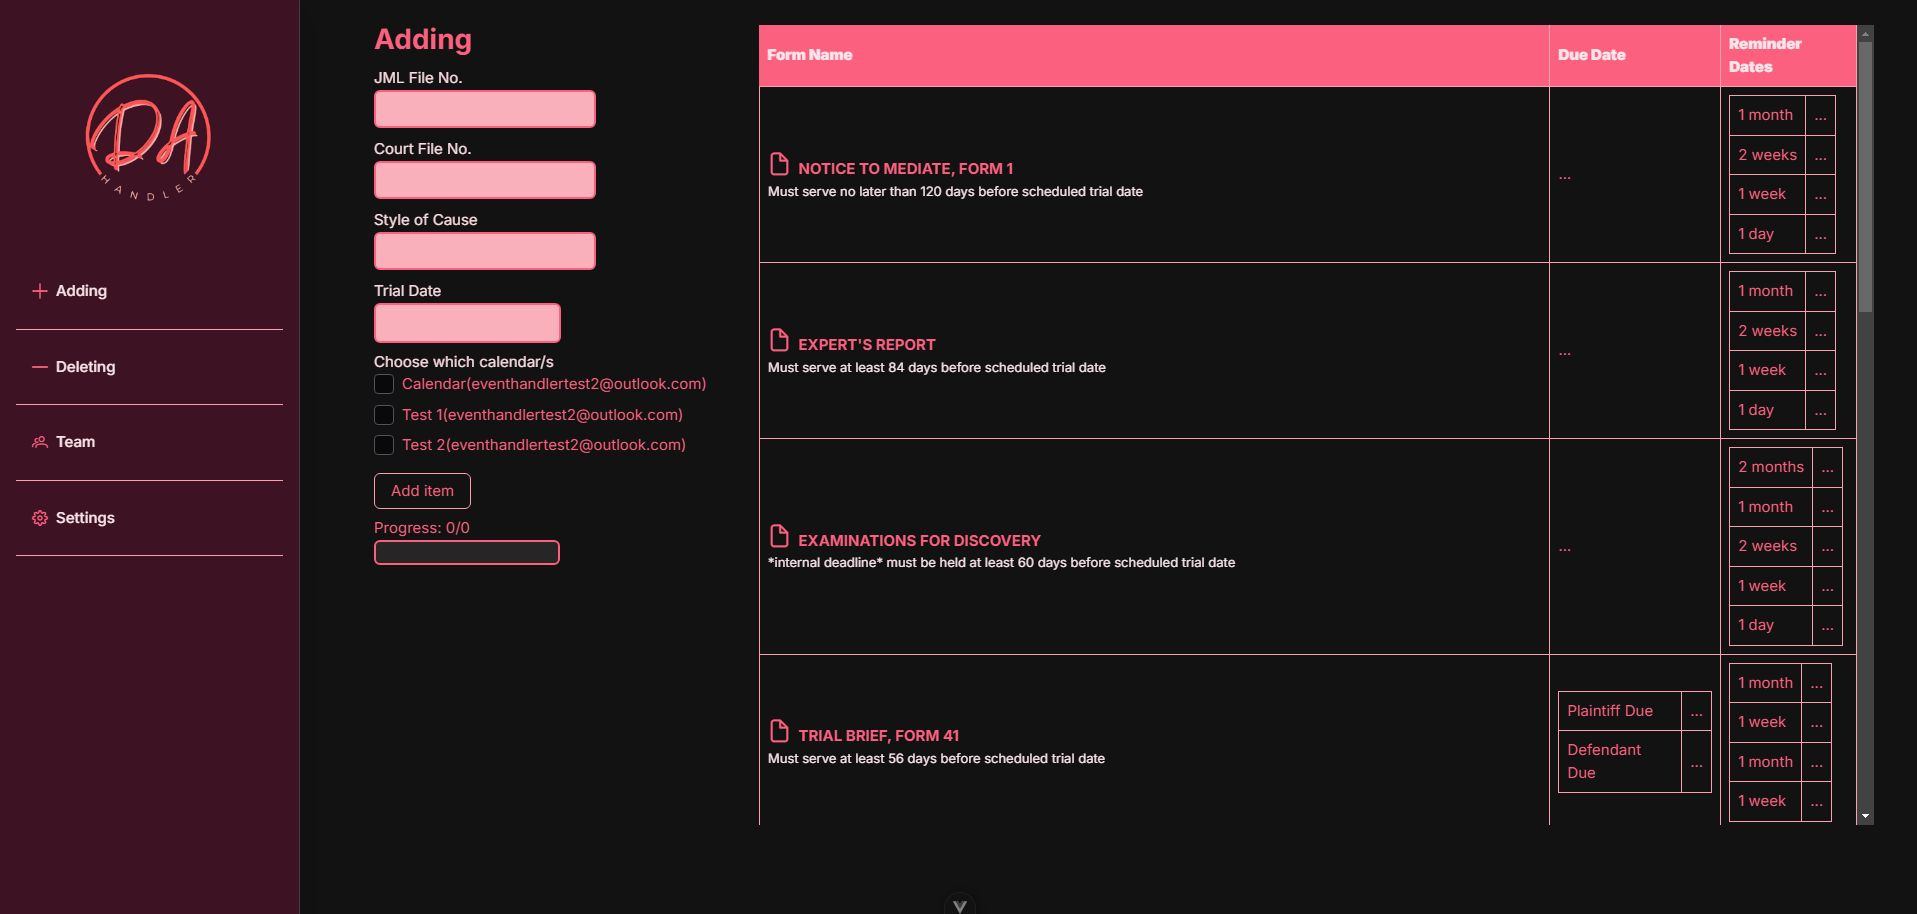 DA
HANDLER
Adding
Deleting
Team
Settings
Adding
JML File No.
Court File No.
Style of Cause
Trial Date
Choose which calendar/s
Calendar(eventhandlertest2@outlook.com)
Test 1(eventhandlertest2@outlook.com)
Test 2(eventhandlertest2@outlook.com)
Add item
Progress: 0/0
Form Name
Due Date
Reminder
Dates
NOTICE TO MEDIATE, FORM 1
Must serve no later than 120 days before scheduled trial date
...
1 month ...
2 weeks ...
1 week ...
1 day ...
EXPERT'S REPORT
Must serve at least 84 days before scheduled trial date
...
1 month ...
2 weeks ...
1 week ...
1 day ...
EXAMINATIONS FOR DISCOVERY
*internal deadline* must be held at least 60 days before scheduled trial date
...
2 months ...
1 month ...
2 weeks ...
1 week ...
1 day ...
TRIAL BRIEF, FORM 41
Must serve at least 56 days before scheduled trial date
Plaintiff Due ...
Defendant
Due ...
1 month ...
1 week ...
1 month ...
1 week ...